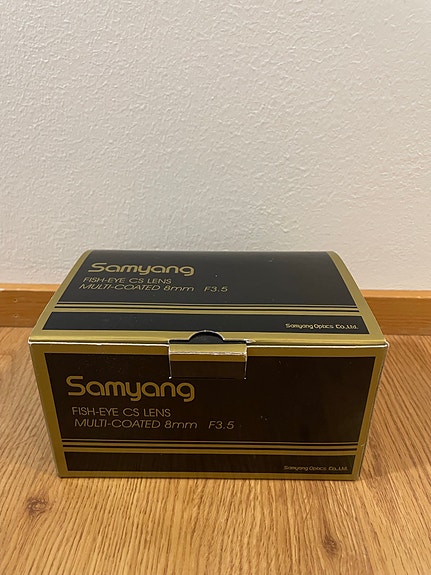 Samyang
FISH-EYE CS LENS
MULTI-COATED 8mm F3.5
Samyang Optics Co.,Ltd.
Samyang
FISH-EYE CS LENS
MULTI-COATED 8mm F3.5
Samyang Optics Co.,Ltd.